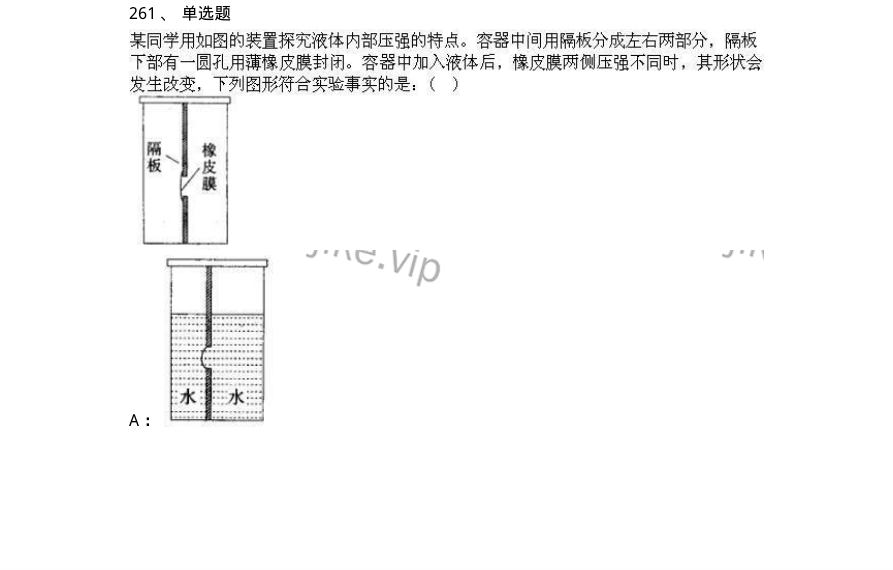 261、 单选题
某同学用如图的装置探究液体内部压强的特点。容器中间用隔板分成左右两部分，隔板
下部有一圆孔用薄橡皮膜封闭。容器中加入液体后，橡皮膜两侧压强不同时，其形状会
发生改变，下列图形符合实验事实的是：（ ）
隔板
橡皮膜
.vip
水 水
A：